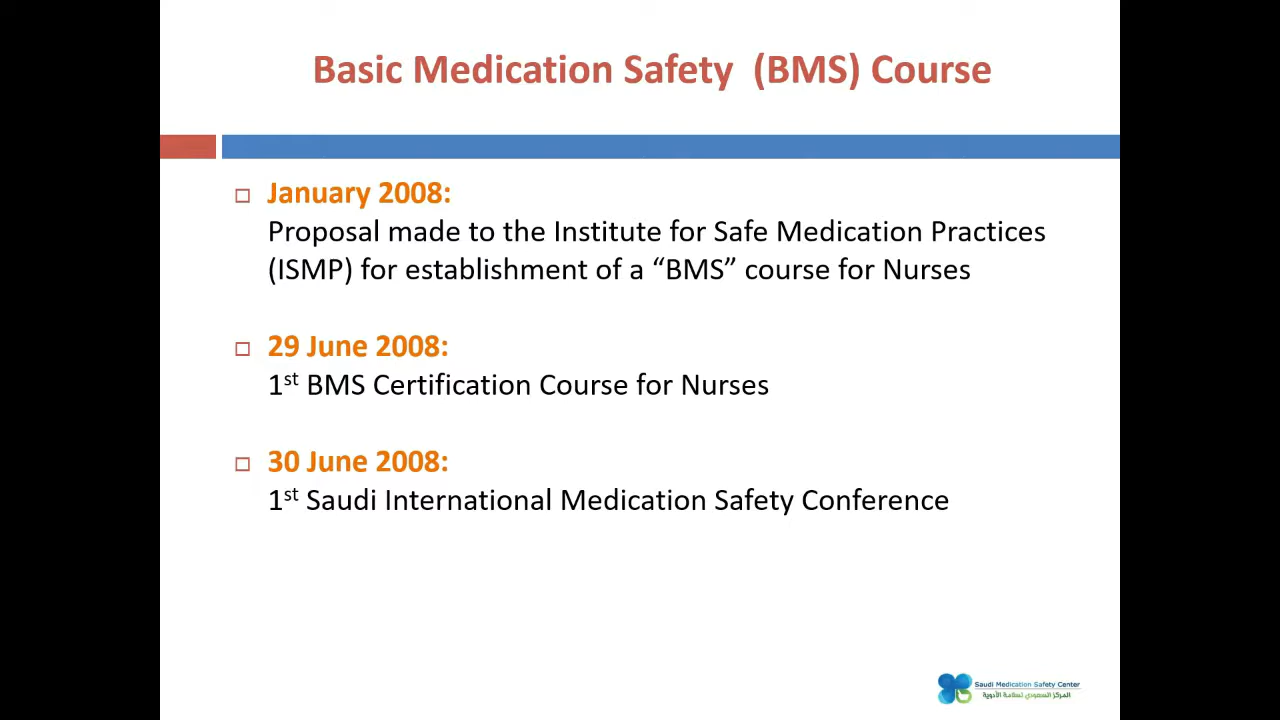 Basic Medication Safety (BMS) Course
January 2008:
Proposal made to the Institute for Safe Medication Practices
(ISMP) for establishment of a “BMS” course for Nurses
29 June 2008:
1st BMS Certification Course for Nurses
30 June 2008:
1st Saudi International Medication Safety Conference
Saudi Medication Safety Center
المركز السعودي لسلامة الأدوية